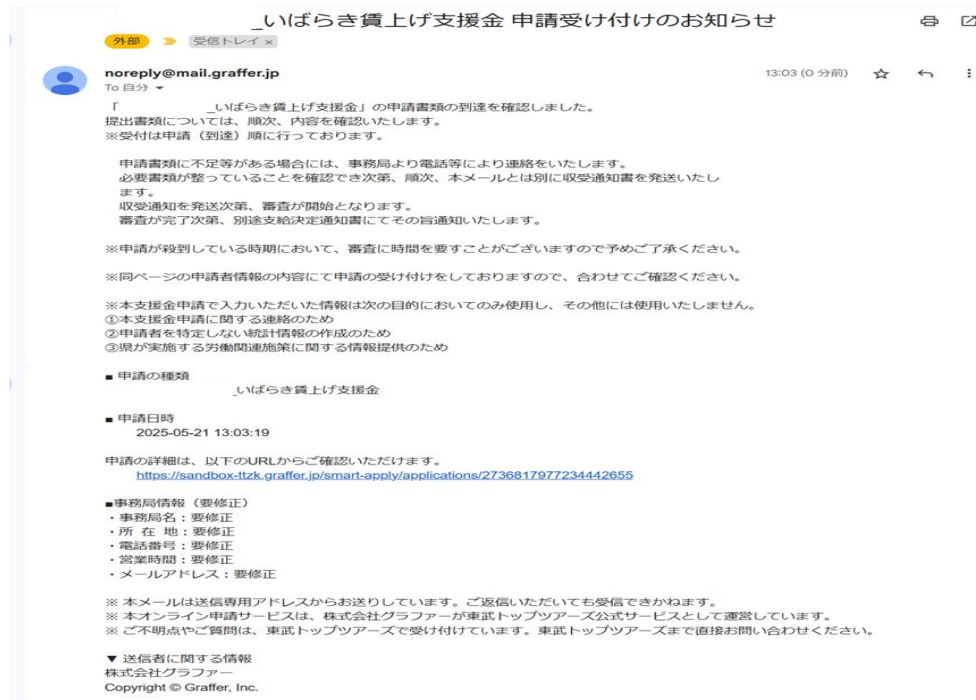 _いばらき賃上げ支援金 申請受け付けのお知らせ
外部 受信トレイ ×
noreply@mail.graffer.jp
13:03 (0 分前)
To 自分
「 _いばらき賃上げ支援金」の申請書類の到達を確認しました。
提出書類については、順次、内容を確認いたします。
※受付は申請（到達）順に行っております。
申請書類に不足等がある場合には、事務局より電話等により連絡をいたします。
必要書類が整っていることを確認でき次第、順次、本メールとは別に収受通知書を発送いたし
ます。
収受通知を発送次第、審査が開始となります。
審査が完了次第、別途支給決定通知書にてその旨通知いたします。
※申請が殺到している時期において、審査に時間を要すことがございますので予めご了承ください。
※同ページの申請者情報の内容にて申請の受け付けをしておりますので、合わせてご確認ください。
※本支援金申請で入力いただいた情報は次の目的においてのみ使用し、その他には使用いたしません。
①本支援金申請に関する連絡のため
②申請者を特定しない統計情報の作成のため
③県が実施する労働関連施策に関する情報提供のため
■ 申請の種類
_いばらき賃上げ支援金
■ 申請日時
2025-05-21 13:03:19
申請の詳細は、以下のURLからご確認いただけます。
https://sandbox-ttzk.graffer.jp/smart-apply/applications/2736817977234442655
■事務局情報（要修正）
・事務局名：要修正
・所 在 地：要修正
・電話番号：要修正
・営業時間：要修正
・メールアドレス：要修正
※ 本メールは送信専用アドレスからお送りしています。ご返信いただいても受信できかねます。
※ 本オンライン申請サービスは、株式会社グラファーが東武トップツアーズ公式サービスとして運営しています。
※ ご不明点やご質問は、東武トップツアーズで受け付けています。東武トップツアーズまで直接お問い合わせください。
▼ 送信者に関する情報
株式会社グラファー
Copyright © Graffer, Inc.